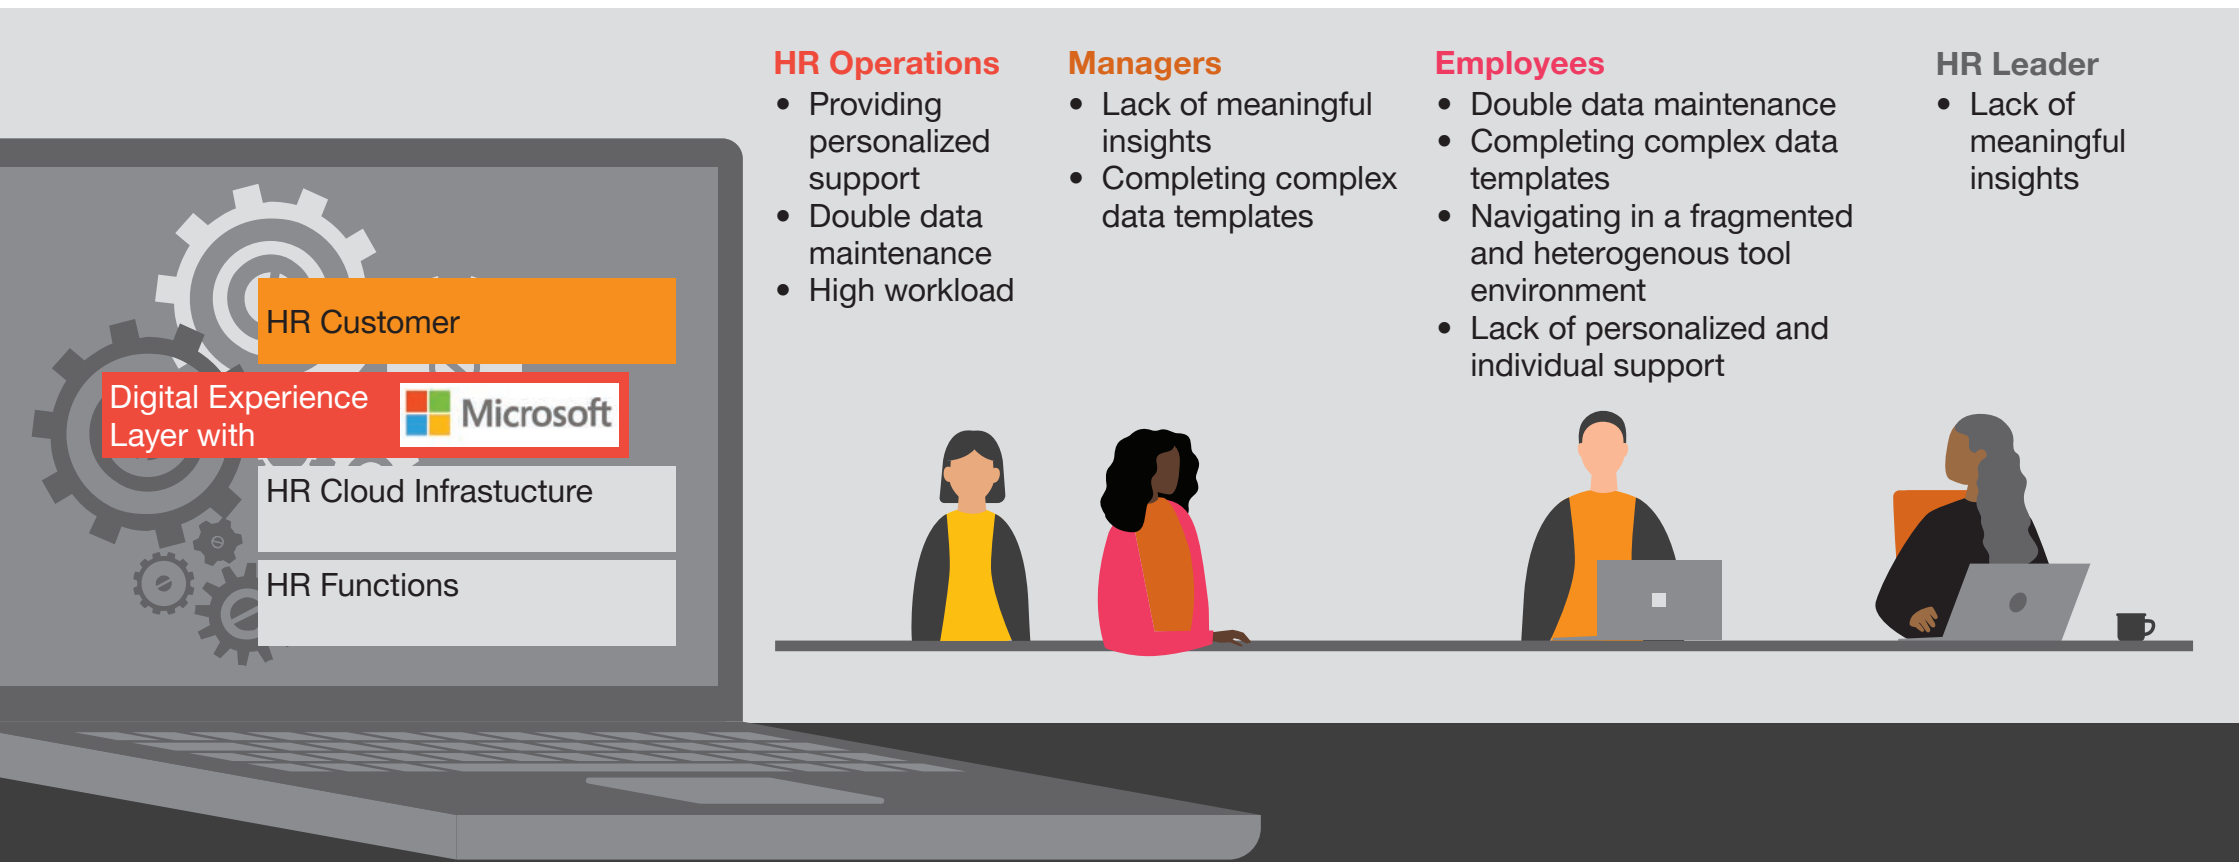 HR Operations
• Providing
personalized
support
• Double data
maintenance
• High workload
Managers
• Lack of meaningful
insights
• Completing complex
data templates
Employees
• Double data maintenance
• Completing complex data
templates
• Navigating in a fragmented
and heterogenous tool
environment
• Lack of personalized and
individual support
HR Leader
• Lack of
meaningful
insights
HR Customer
Digital Experience
Layer with
Microsoft
HR Cloud Infrastucture
HR Functions